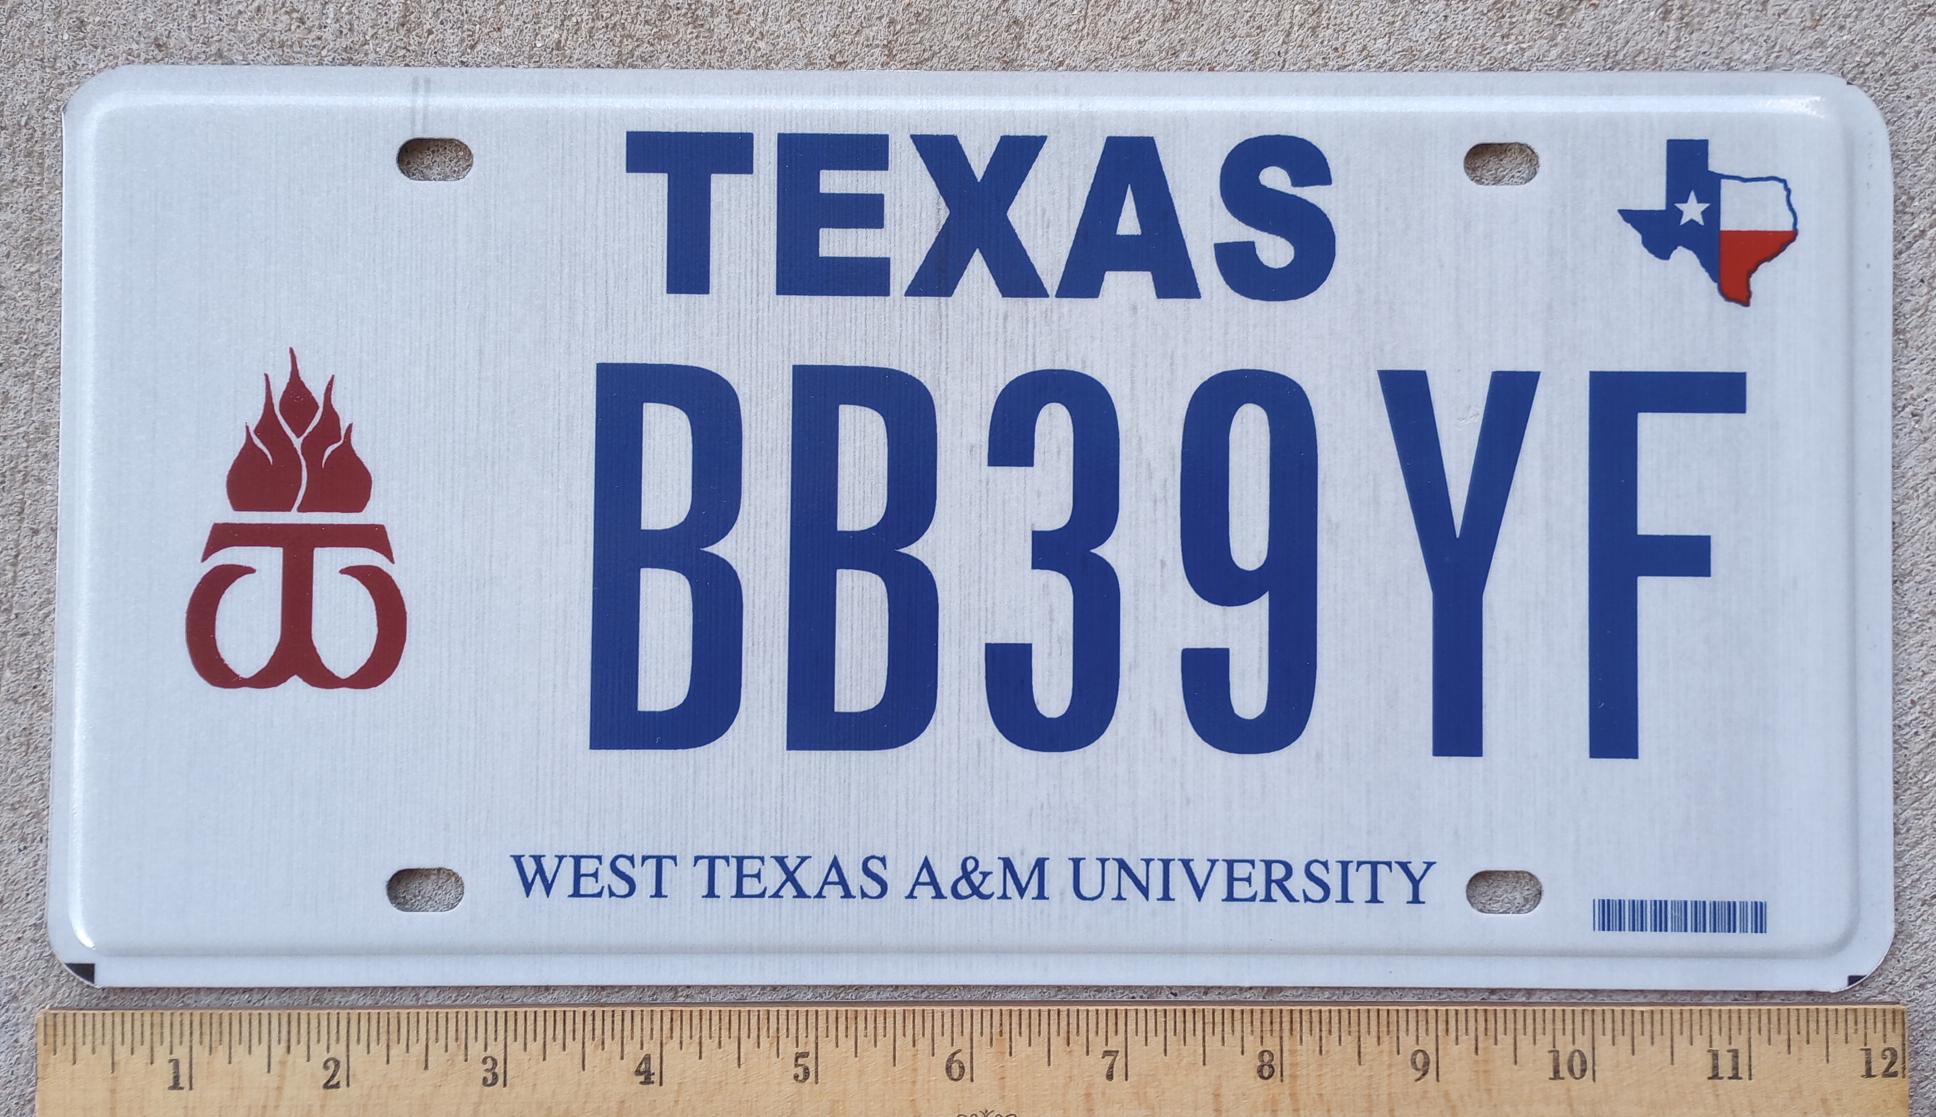 TEXAS
BB39YF
WEST TEXAS A&M UNIVERSITY
1 2 3 4 5 6 7 8 9 10 11 12